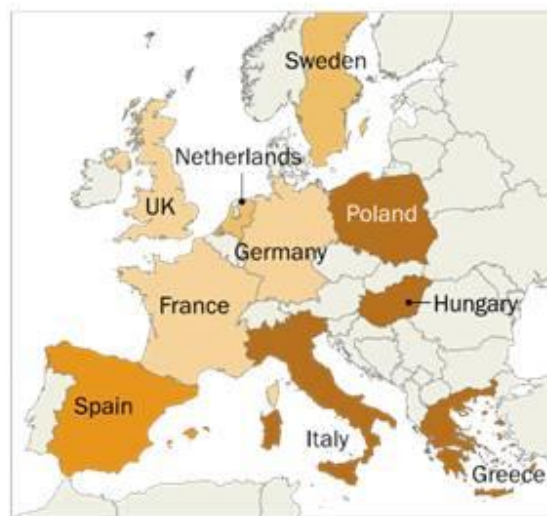 Sweden
Netherlands
UK
Poland
Germany
France
Hungary
Spain
Italy
Greece